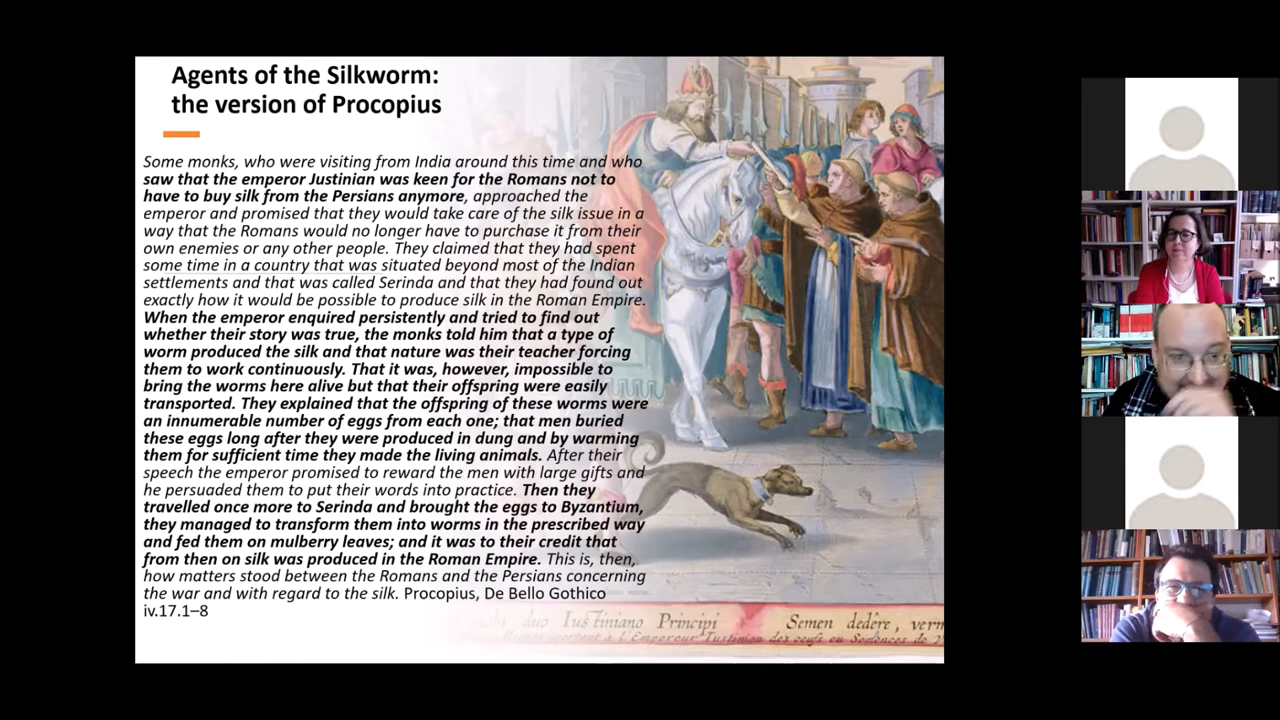 Agents of the Silkworm:
the version of Procopius
Some monks, who were visiting from India around this time and who
saw that the emperor Justinian was keen for the Romans not to
have to buy silk from the Persians anymore, approached the
emperor and promised that they would take care of the silk issue in a
way that the Romans would no longer have to purchase it from their
own enemies or any other people. They claimed that they had spent
some time in a country that was situated beyond most of the Indian
settlements and that was called Serinda and that they had found out
exactly how it would be possible to produce silk in the Roman Empire.
When the emperor enquired persistently and tried to find out
whether their story was true, the monks told him that a type of
worm produced the silk and that nature was their teacher forcing
them to work continuously. That it was, however, impossible to
bring the worms here alive but that their offspring were easily
transported. They explained that the offspring of these worms were
an innumerable number of eggs from each one; that men buried
these eggs long after they were produced in dung and by warming
them for sufficient time they made the living animals. After their
speech the emperor promised to reward the men with large gifts and
he persuaded them to put their words into practice. Then they
travelled once more to Serinda and brought the eggs to Byzantium,
they managed to transform them into worms in the prescribed way
and fed them on mulberry leaves; and it was to their credit that
from then on silk was produced in the Roman Empire. This is, then,
how matters stood between the Romans and the Persians concerning
the war and with regard to the silk. Procopius, De Bello Gothico
iv.17.1–8
duo Iustiniano Principi Semen dedêre,
a l'Empereur Iustinien des oeufs ou Semences de